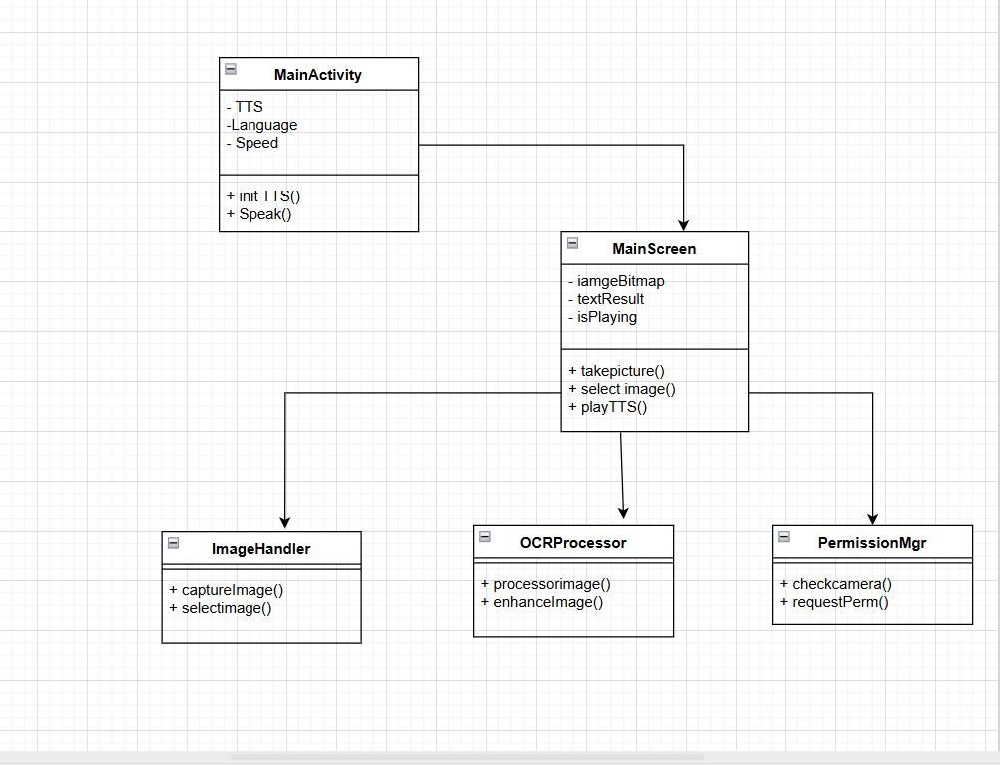 MainActivity
- TTS
-Language
- Speed
+ init TTS()
+ Speak()
MainScreen
- iamgeBitmap
- textResult
- isPlaying
+ takepicture()
+ select image()
+ playTTS()
ImageHandler
+ captureImage()
+ selectimage()
OCRProcessor
+ processorimage()
+ enhanceImage()
PermissionMgr
+ checkcamera()
+ requestPerm()